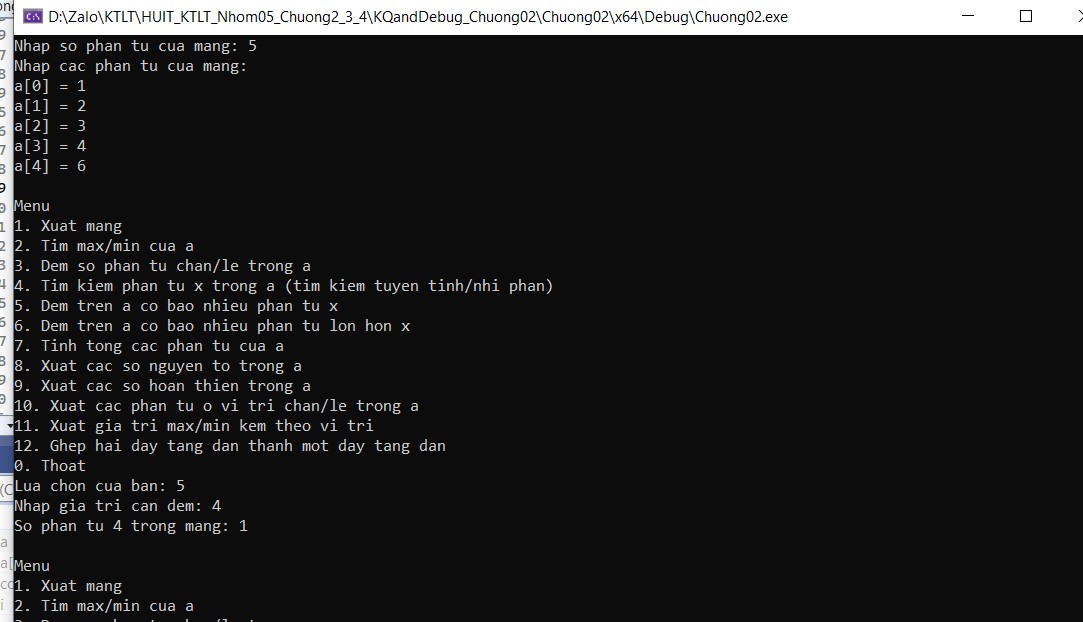 D:\Zalo\KTLT\HUIT_KTLT_Nhom05_Chuong2_3_4\KQandDebug_Chuong02\Chuong02\x64\Debug\Chuong02.exe
Nhap so phan tu cua mang: 5
Nhap cac phan tu cua mang:
a[0] = 1
a[1] = 2
a[2] = 3
a[3] = 4
a[4] = 6
Menu
1. Xuat mang
2. Tim max/min cua a
3. Dem so phan tu chan/le trong a
4. Tim kiem phan tu x trong a (tim kiem tuyen tinh/nhi phan)
5. Dem tren a co bao nhieu phan tu x
6. Dem tren a co bao nhieu phan tu lon hon x
7. Tinh tong cac phan tu cua a
8. Xuat cac so nguyen to trong a
9. Xuat cac so hoan thien trong a
10. Xuat cac phan tu o vi tri chan/le trong a
11. Xuat gia tri max/min kem theo vi tri
12. Ghep hai day tang dan thanh mot day tang dan
0. Thoat
Lua chon cua ban: 5
Nhap gia tri can dem: 4
So phan tu 4 trong mang: 1
Menu
1. Xuat mang
2. Tim max/min cua a